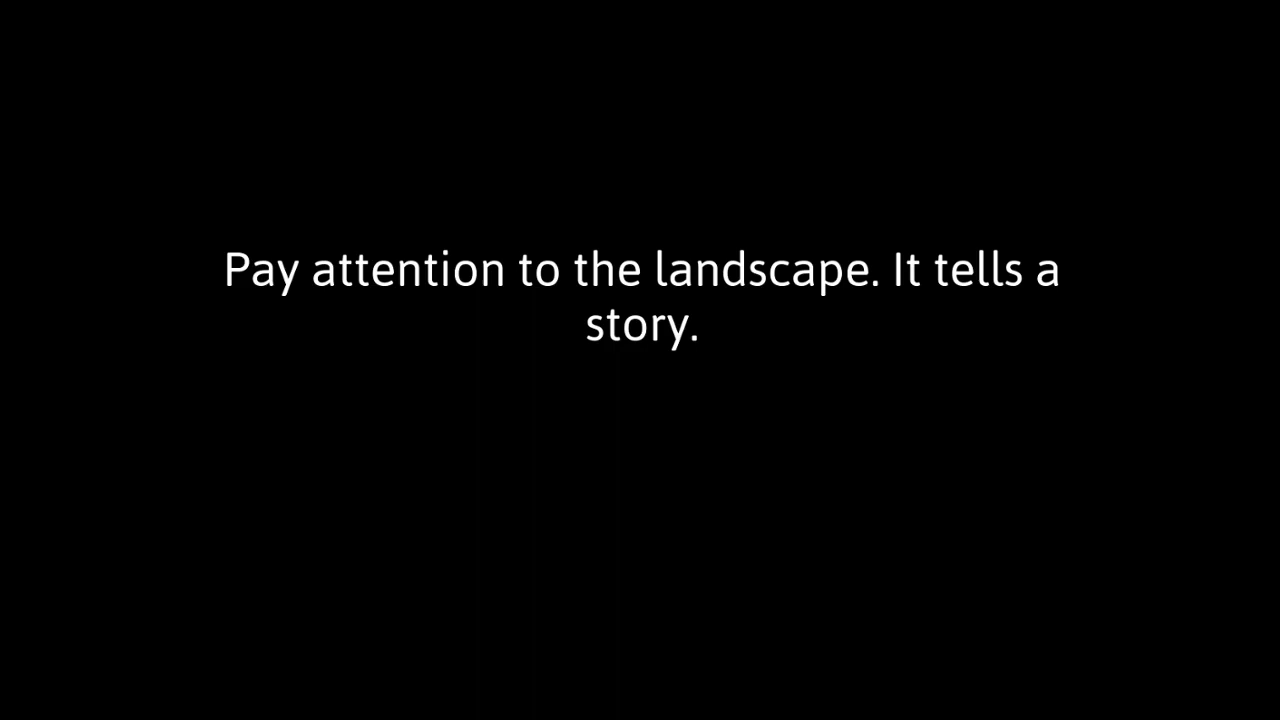 Pay attention to the landscape. It tells a
story.